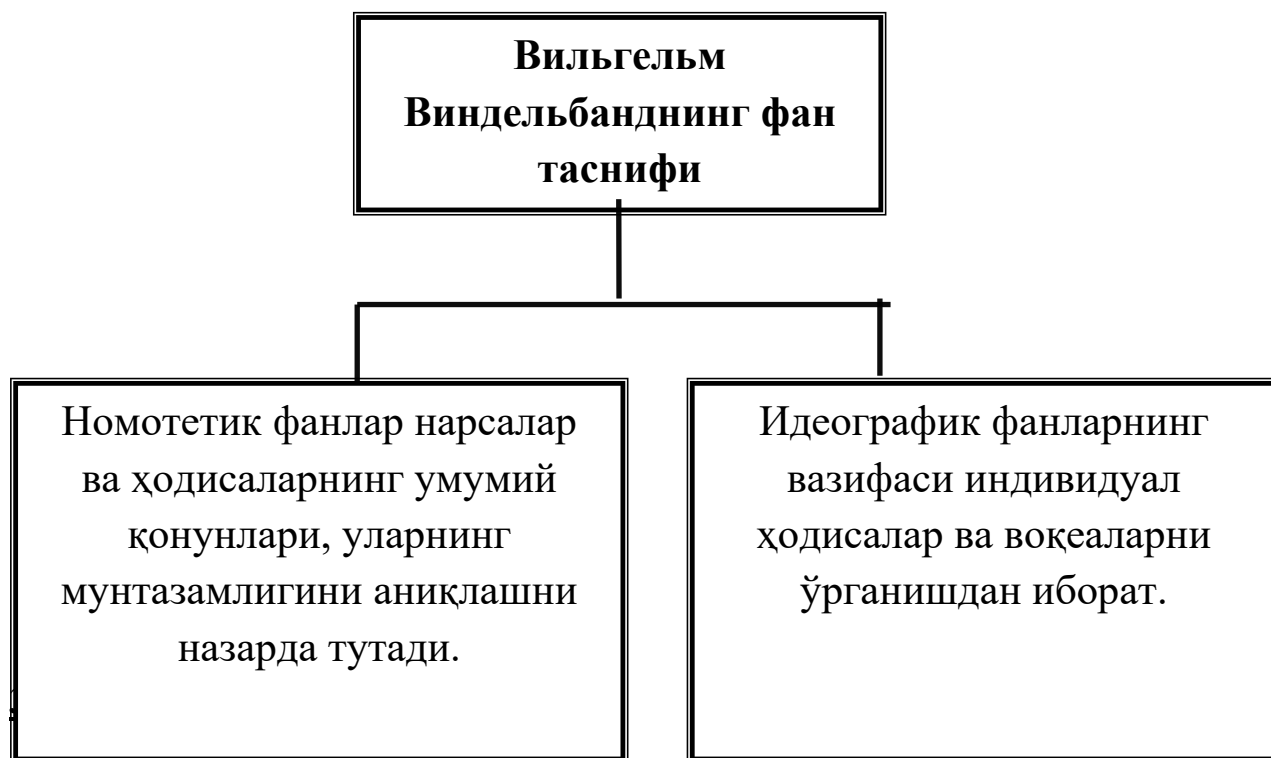 Вильгельм
Виндельбанднинг фан
таснифи
Номотетик фанлар нарсалар
ва ҳодисаларнинг умумий
қонунлари, уларнинг
мунтазамлигини аниқлашни
назарда тутади.
Идеографик фанларнинг
вазифаси индивидуал
ҳодисалар ва воқеаларни
ўрганишдан иборат.